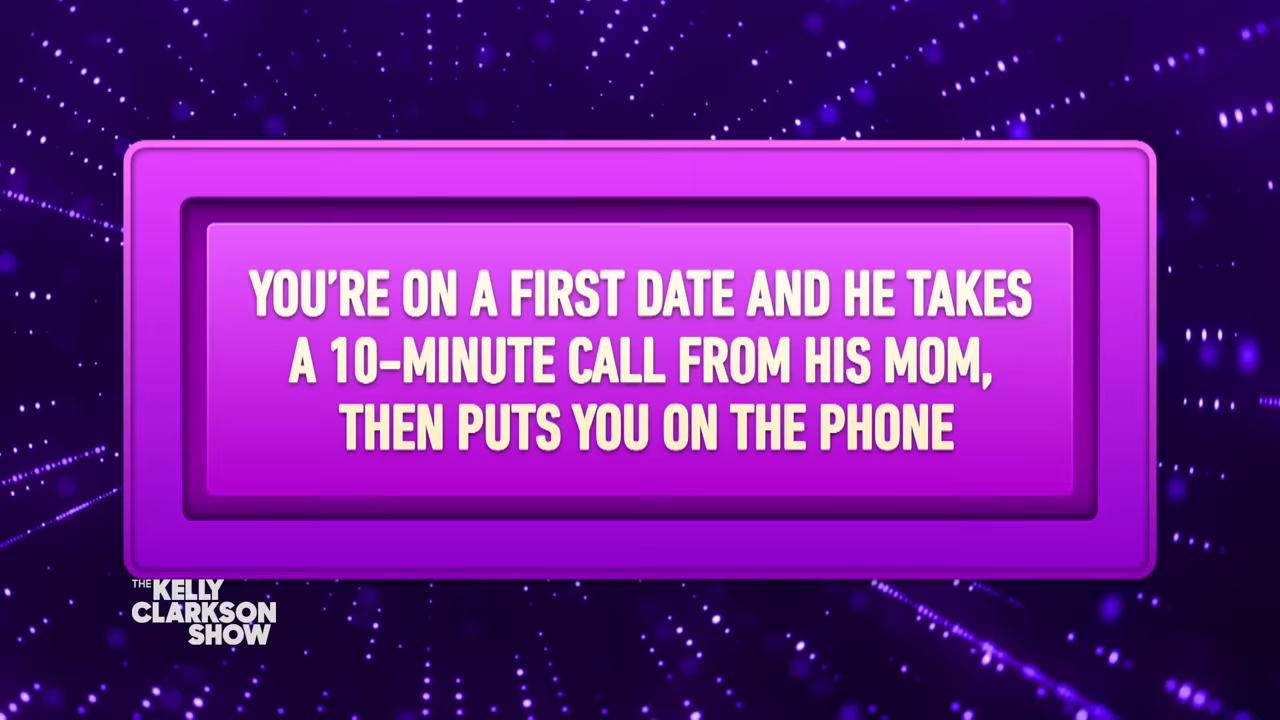 YOU'RE ON A FIRST DATE AND HE TAKES
A 10-MINUTE CALL FROM HIS MOM,
THEN PUTS YOU ON THE PHONE
THE KELLY
CLARKSON
SHOW